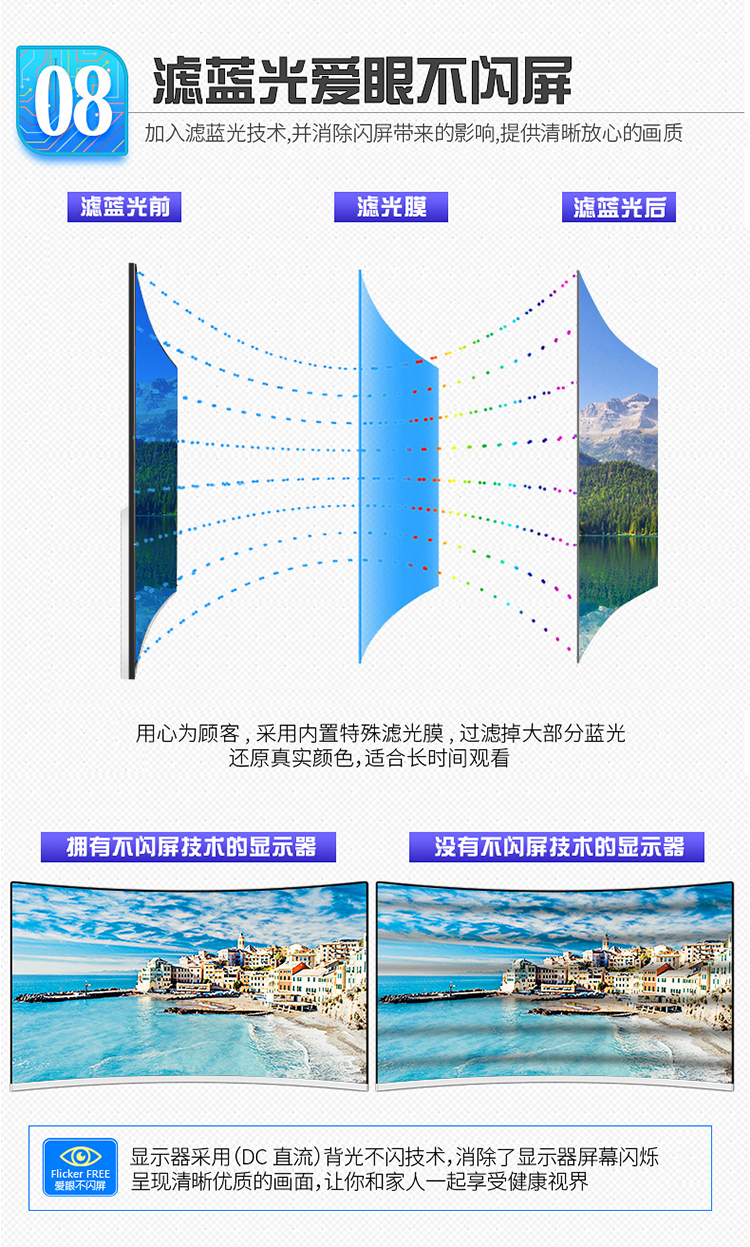 08
滤蓝光爱眼不闪屏
加入滤蓝光技术,并消除闪屏带来的影响,提供清晰放心的画质
滤蓝光前
滤光膜
滤蓝光后
用心为顾客，采用内置特殊滤光膜，过滤掉大部分蓝光
还原真实颜色，适合长时间观看
拥有不闪屏技术的显示器
没有不闪屏技术的显示器
Flicker FREE
爱眼不闪屏
显示器采用（DC 直流）背光不闪技术，消除了显示器屏幕闪烁
呈现清晰优质的画面，让你和家人一起享受健康视界